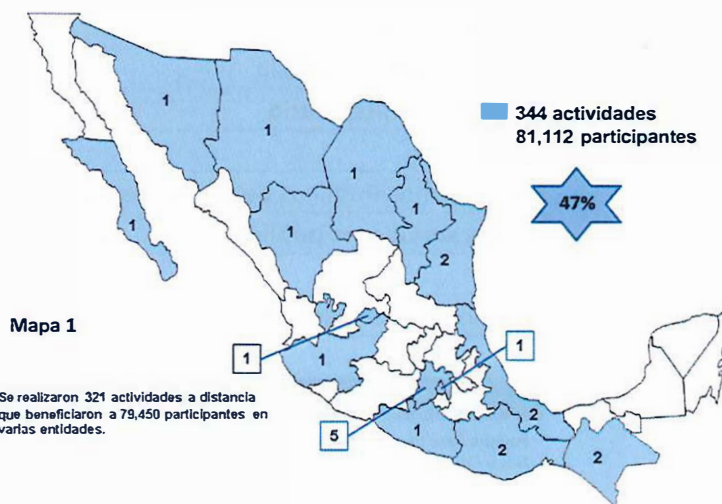 1
344 actividades
81,112 participantes
1
1
1
47%
1
1
2
Mapa 1
1
1
1
Se realizaron 321 actividades a distancia
que beneficiaron a 79,450 participantes en
varias entidades.
2
5
1
2
2